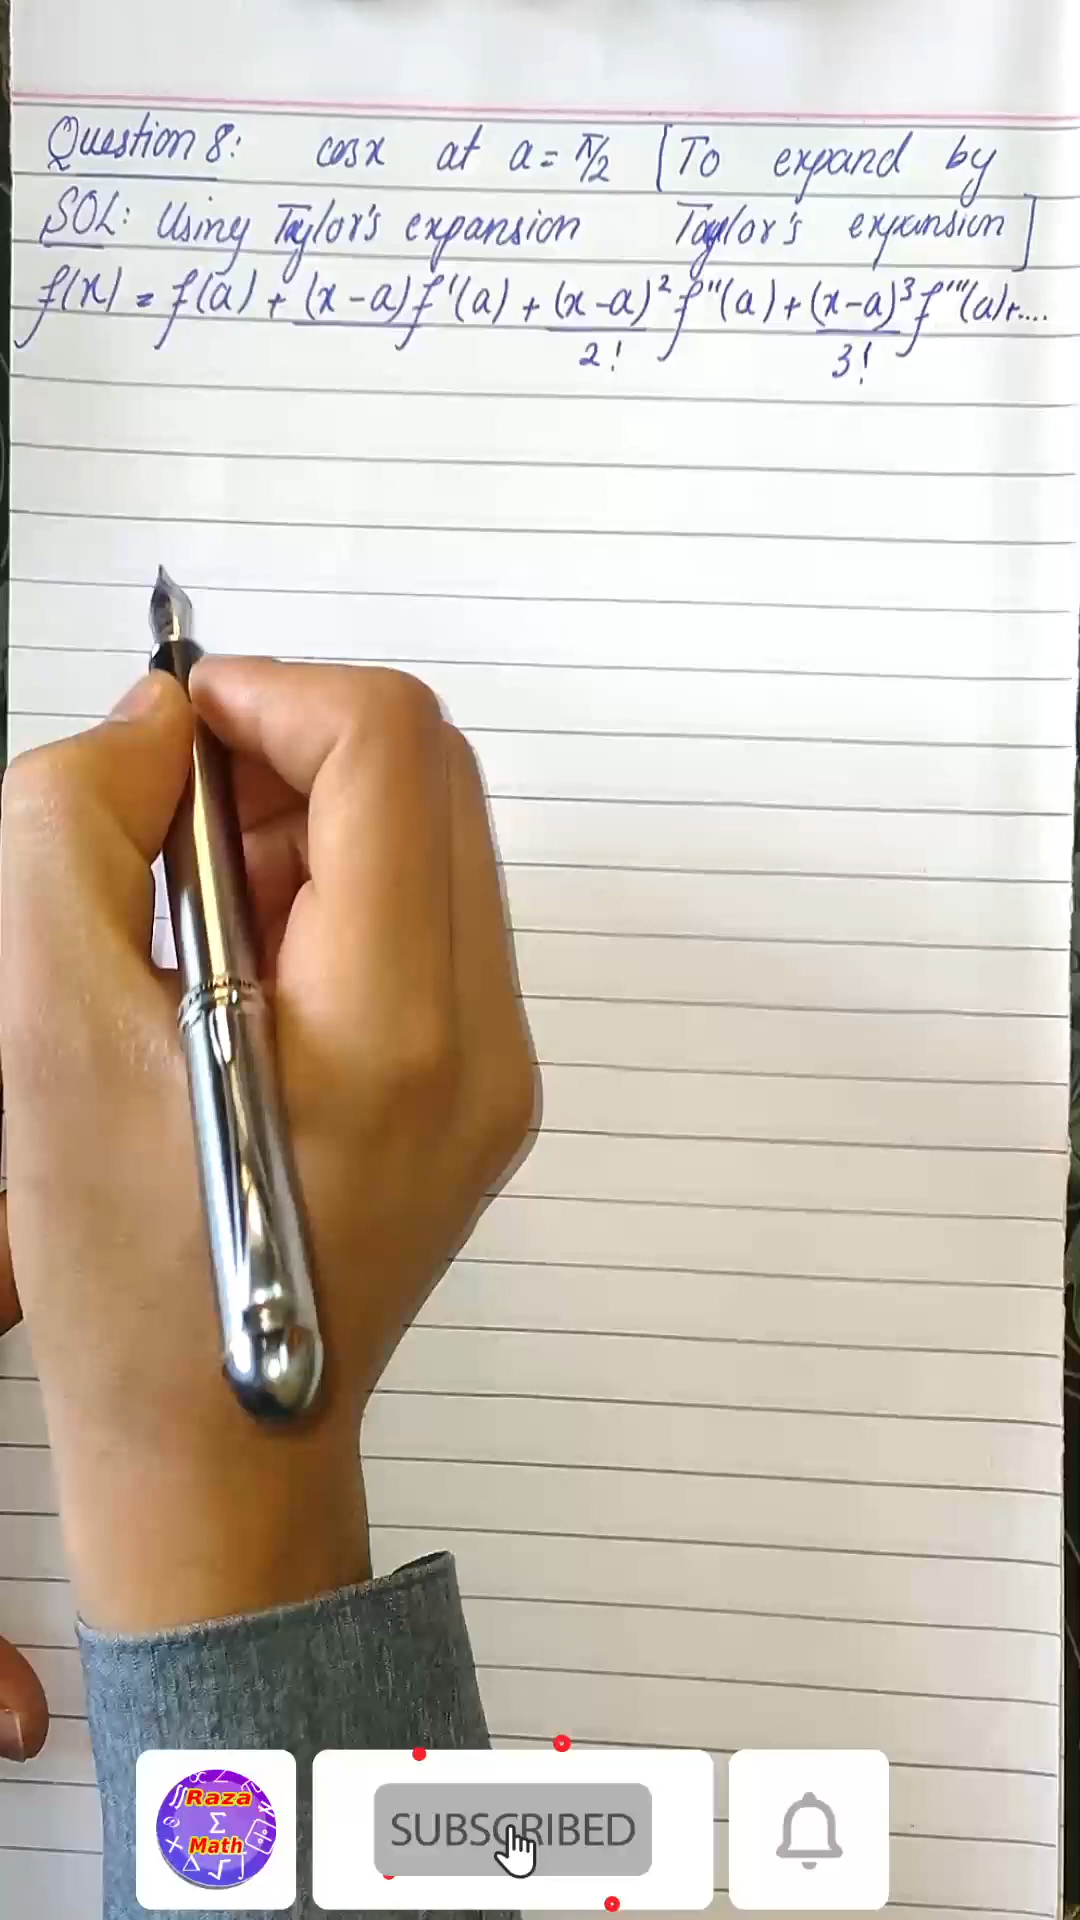 Question 8: cosx at a = π/2 [To expand by
SOL: Using Taylor's expansion Taylor's expansion]
f(x) = f(a) + (x-a)f'(a) + (x-a)²/2! f''(a) + (x-a)³/3! f'''(a)+....
Raza
Σ
Math
SUBSCRIBED